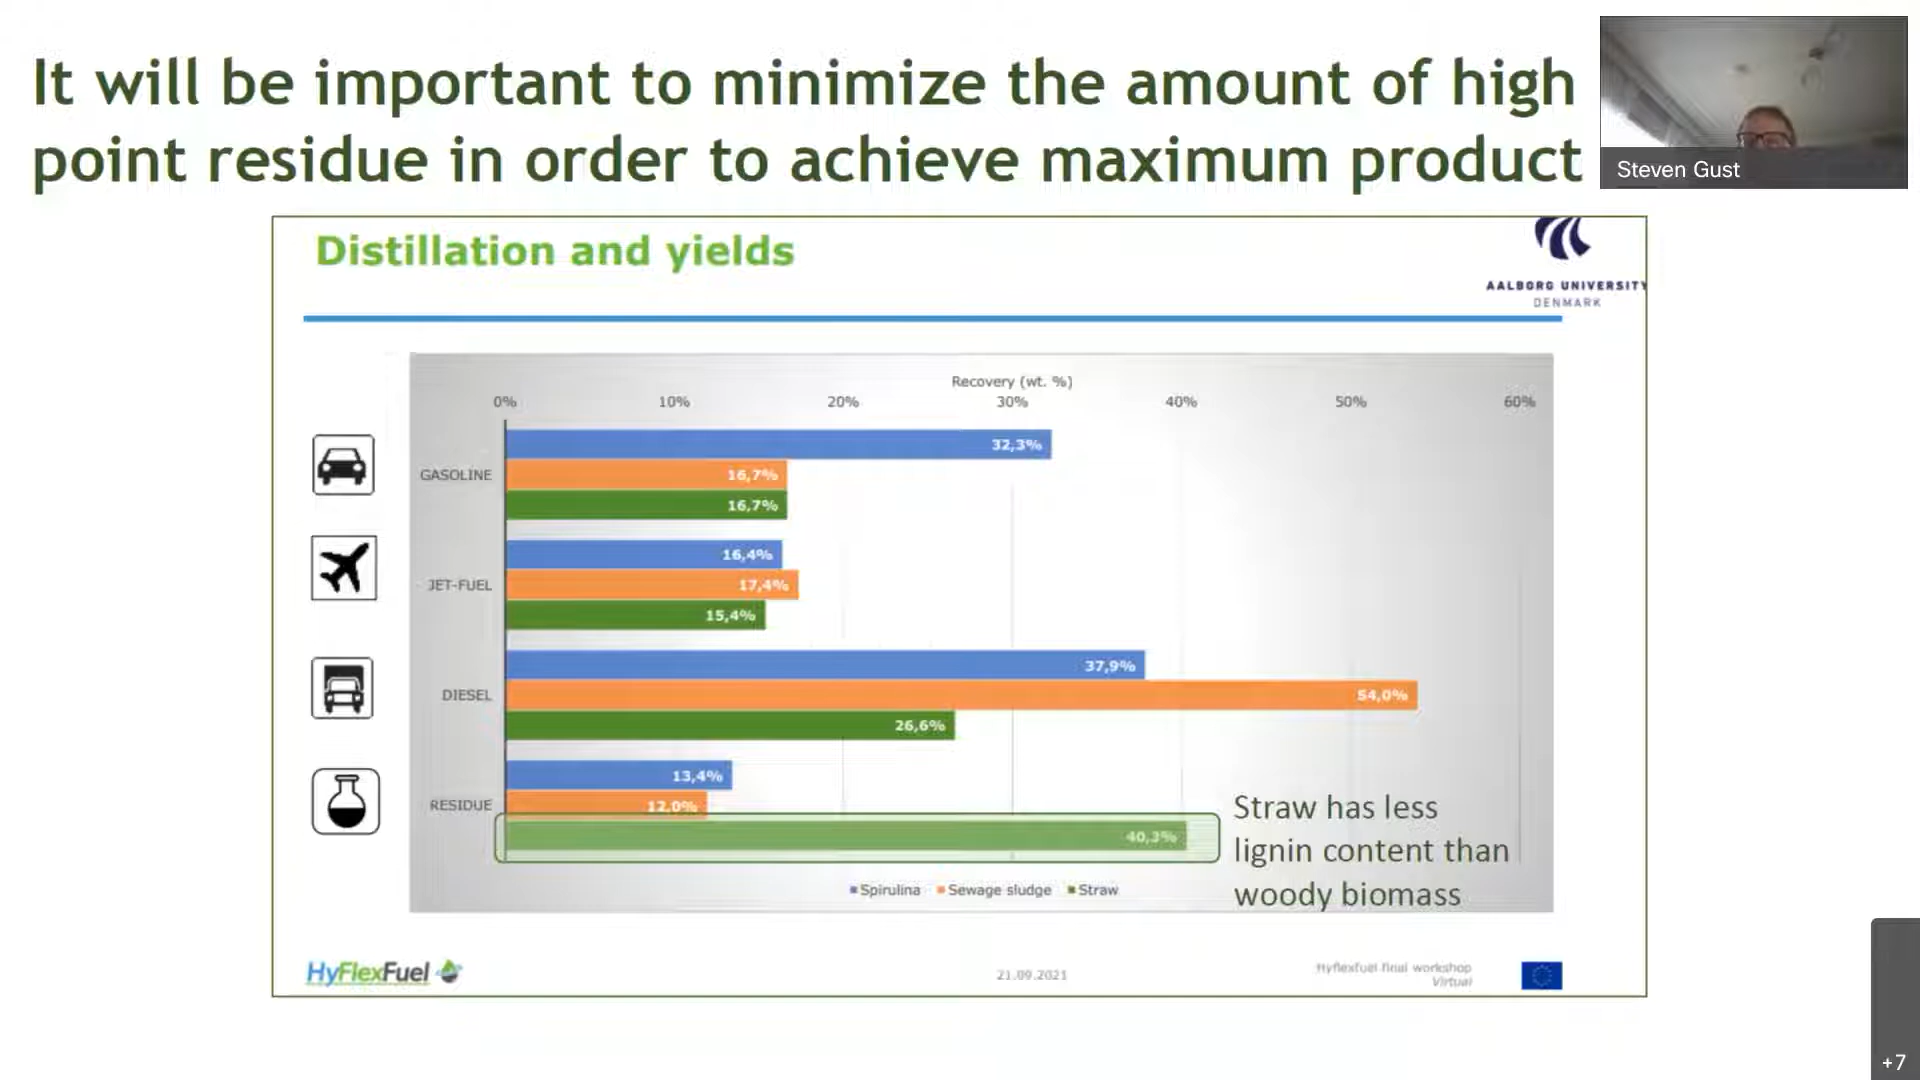 It will be important to minimize the amount of high
point residue in order to achieve maximum product
Steven Gust
Distillation and yields
AALBORG UNIVERSITY
DENMARK
Recovery (wt. %)
0% 10% 20% 30% 40% 50% 60%
32,3%
GASOLINE 16,7%
16,7%
16,4%
JET-FUEL 17,4%
15,4%
37,9%
DIESEL 54,0%
26,6%
13,4%
RESIDUE 12,0%
40,3%
Straw has less
lignin content than
woody biomass
Spirulina Sewage sludge Straw
HyFlexFuel
21.09.2021
Hyflexfuel final workshop
Virtual
+7